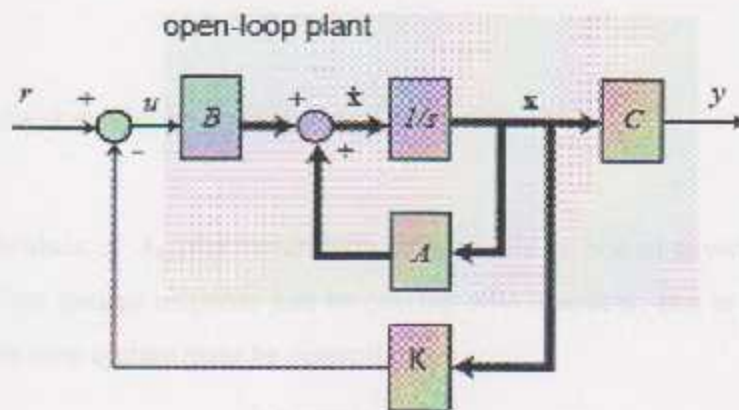 open-loop plant
r + u B + ẋ 1/s x C y
- +
A
K